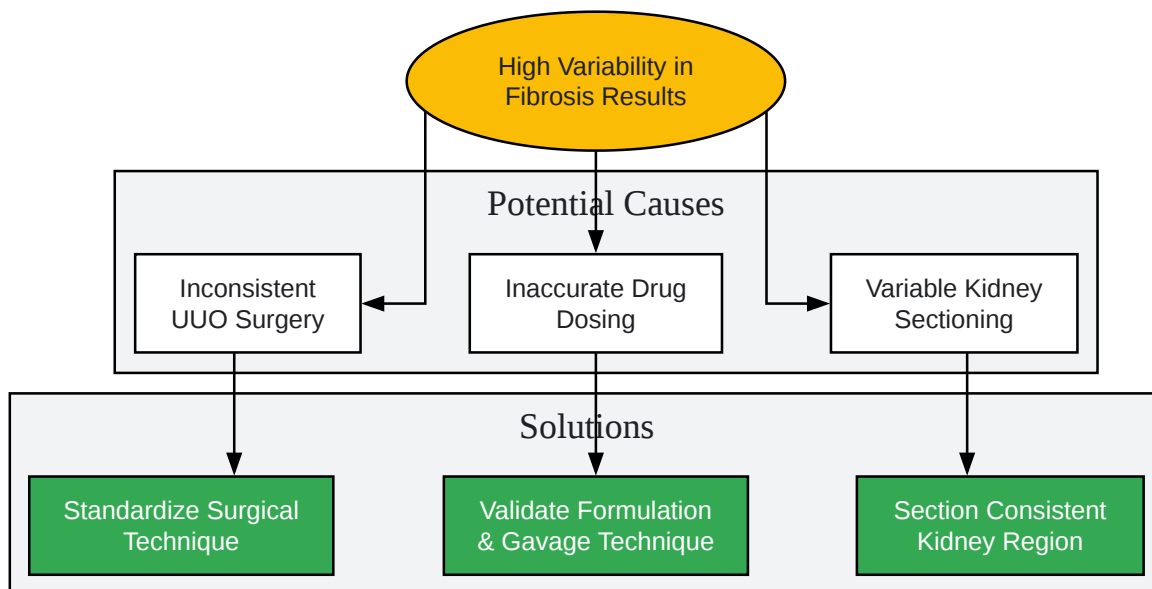 High Variability in
Fibrosis Results
Potential Causes
Inconsistent
UUO Surgery
Inaccurate Drug
Dosing
Variable Kidney
Sectioning
Solutions
Standardize Surgical
Technique
Validate Formulation
& Gavage Technique
Section Consistent
Kidney Region